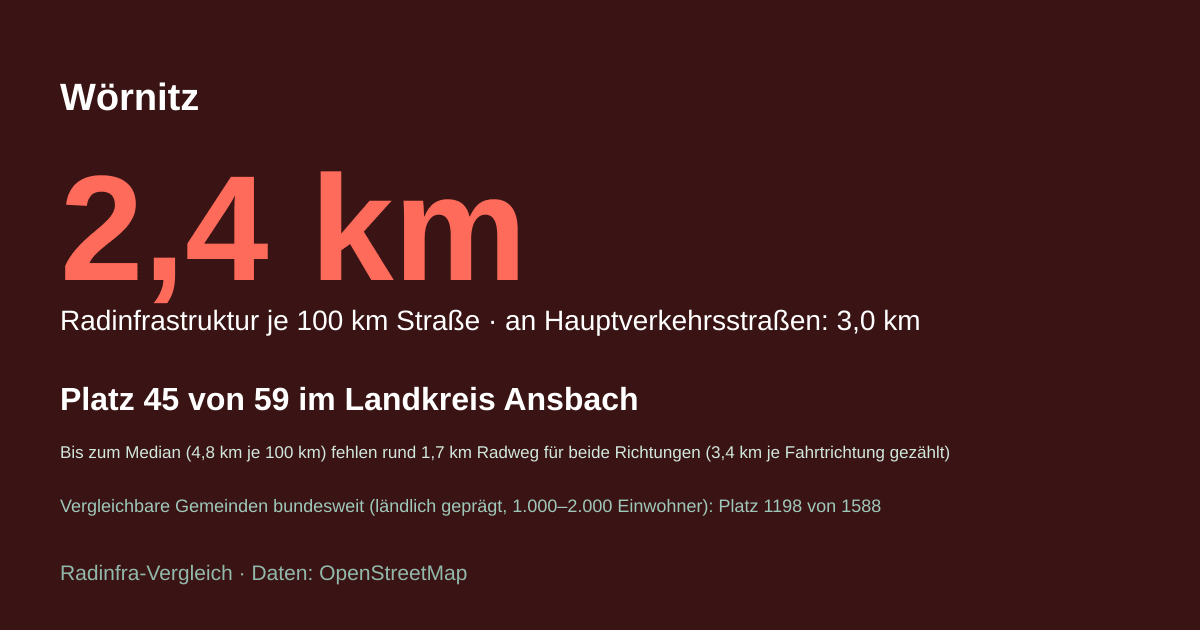 Wörnitz
2,4 km
Radinfrastruktur je 100 km Straße · an Hauptverkehrsstraßen: 3,0 km
Platz 45 von 59 im Landkreis Ansbach
Bis zum Median (4,8 km je 100 km) fehlen rund 1,7 km Radweg für beide Richtungen (3,4 km je Fahrtrichtung gezählt)
Vergleichbare Gemeinden bundesweit (ländlich geprägt, 1.000–2.000 Einwohner): Platz 1198 von 1588
Radinfra-Vergleich · Daten: OpenStreetMap